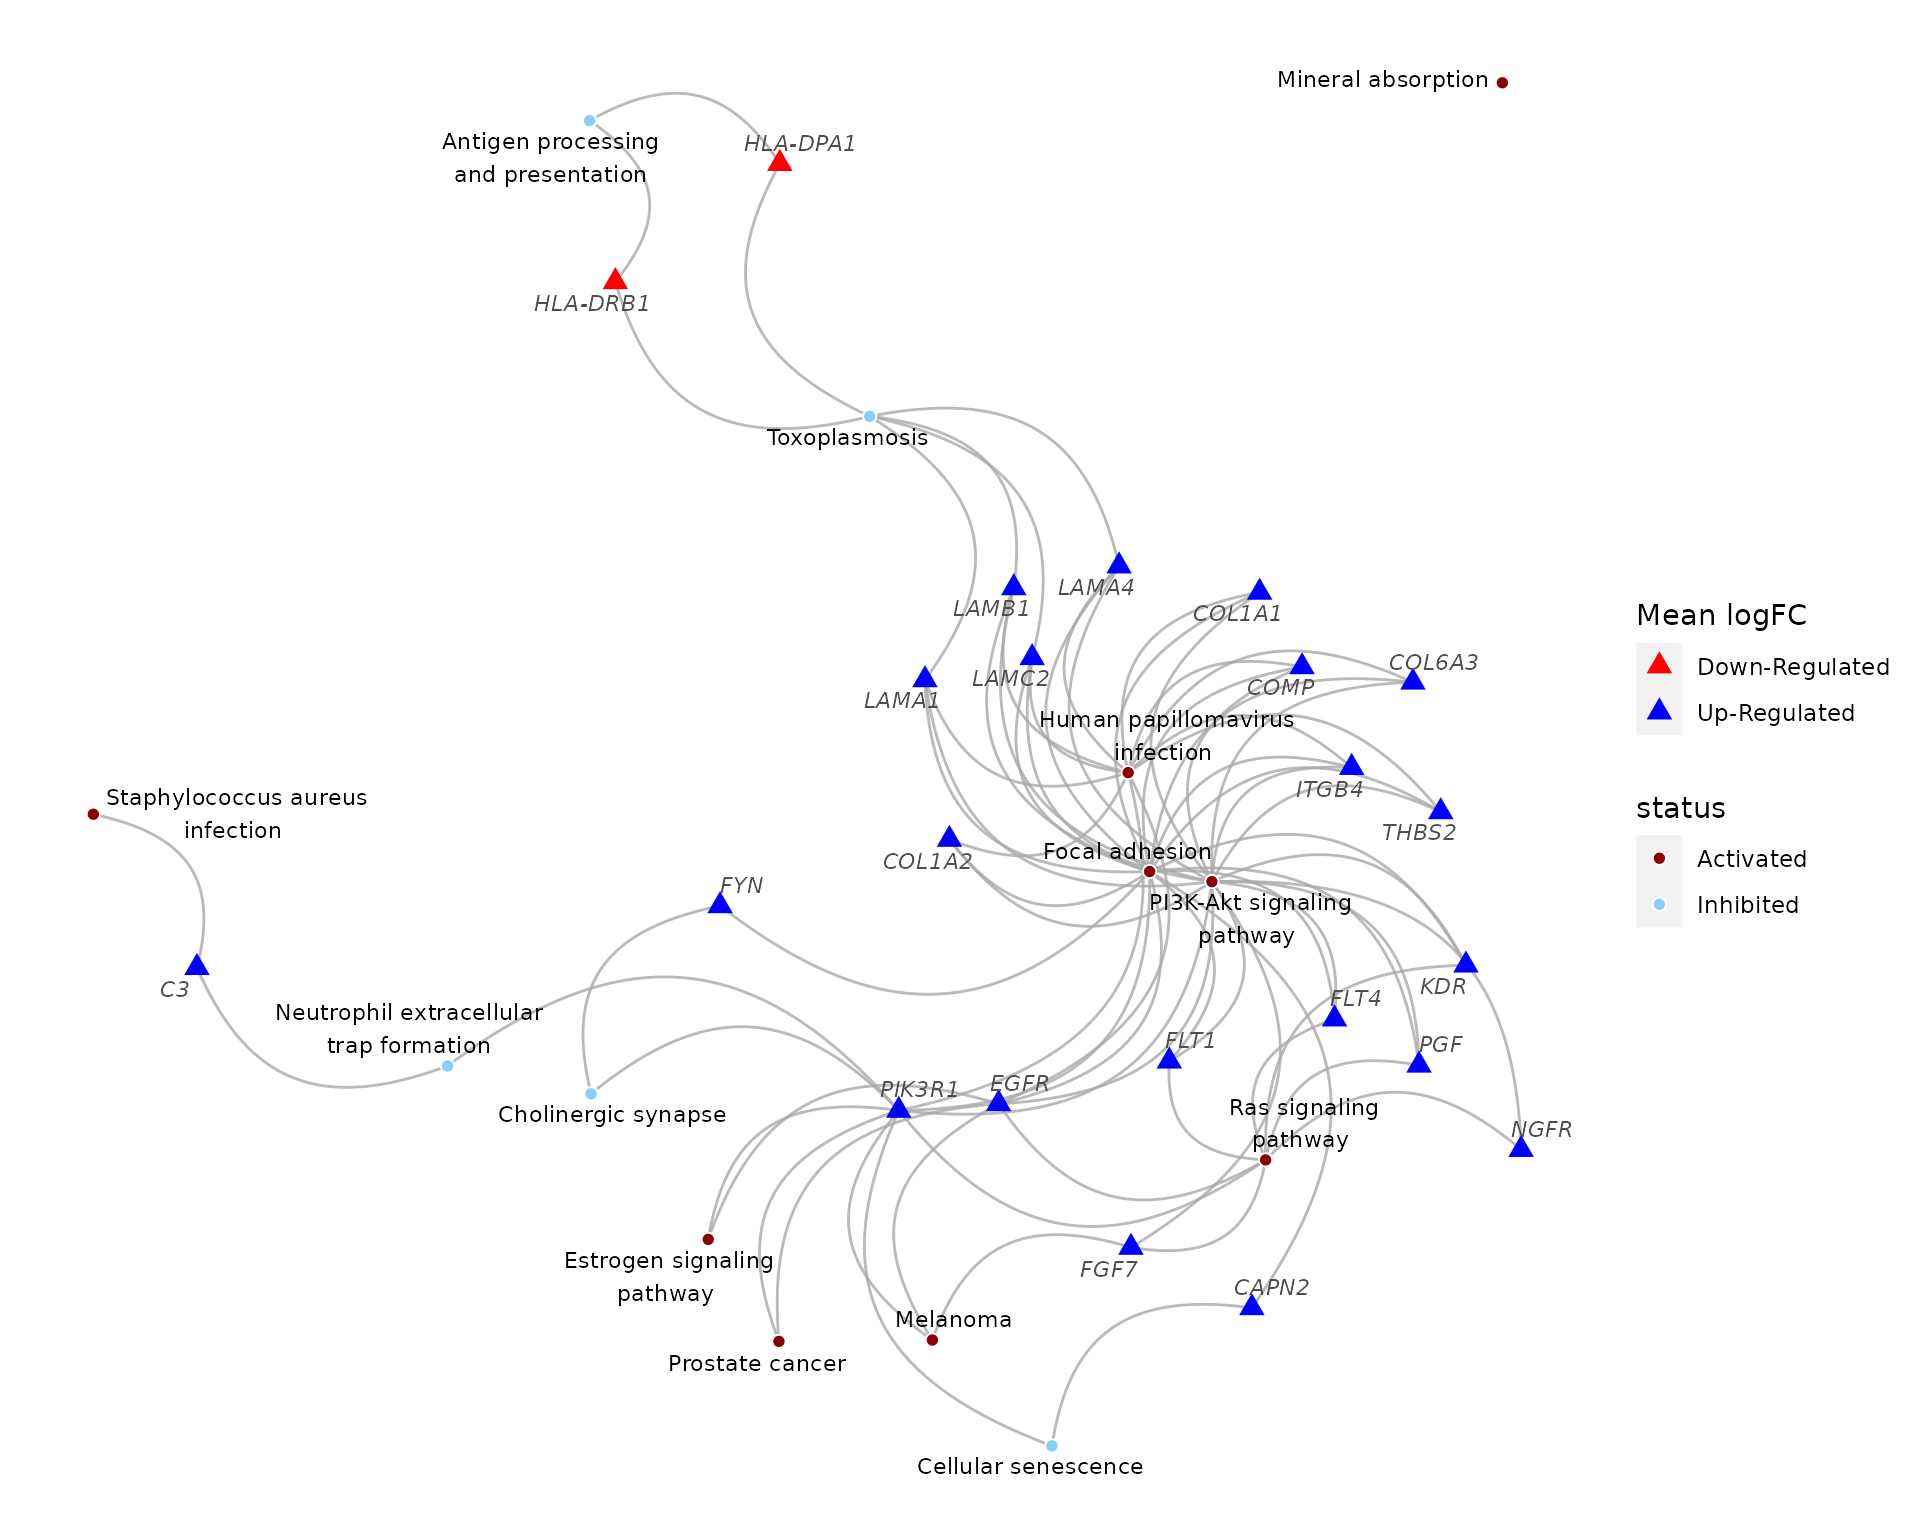 Mineral absorption
Antigen processing
and presentation
HLA-DPA1
HLA-DRB1
Toxoplasmosis
LAMA4
LAMB1
COL1A1
Mean logFC
Down-Regulated
Up-Regulated
COL6A3
LAMC2
COMP
LAMA1
Human papillomavirus
infection
ITGB4
Staphylococcus aureus
infection
THBS2
status
Activated
Inhibited
COL1A2
Focal adhesion
FYN
PI3K-Akt signaling
pathway
C3
KDR
FLT4
Neutrophil extracellular
trap formation
FLT1
PGF
PIK3R1
EGFR
Cholinergic synapse
Ras signaling
pathway
NGFR
Estrogen signaling
pathway
FGF7
CAPN2
Melanoma
Prostate cancer
Cellular senescence